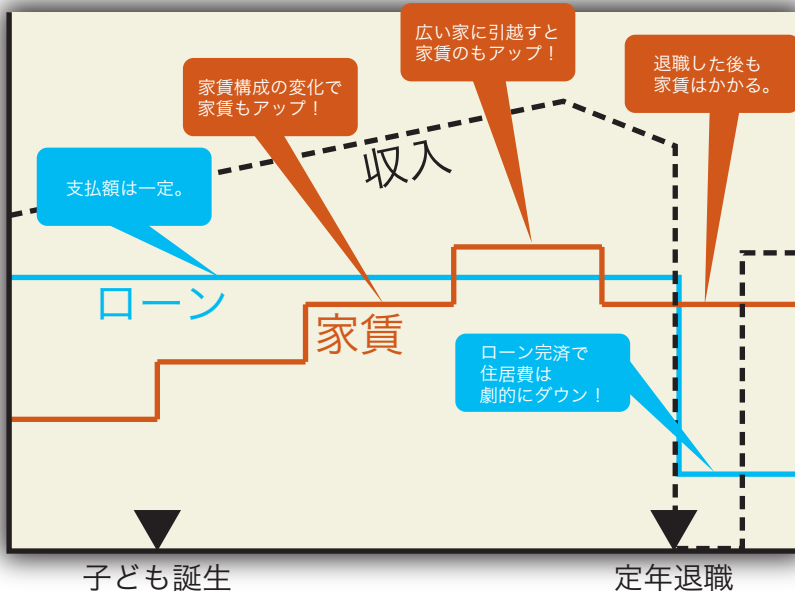 広い家に引越すと
家賃のもアップ！
家賃構成の変化で
家賃もアップ！
退職した後も
家賃はかかる。
支払額は一定。
収入
ローン
家賃
ローン完済で
住居費は
劇的にダウン！
子ども誕生
定年退職